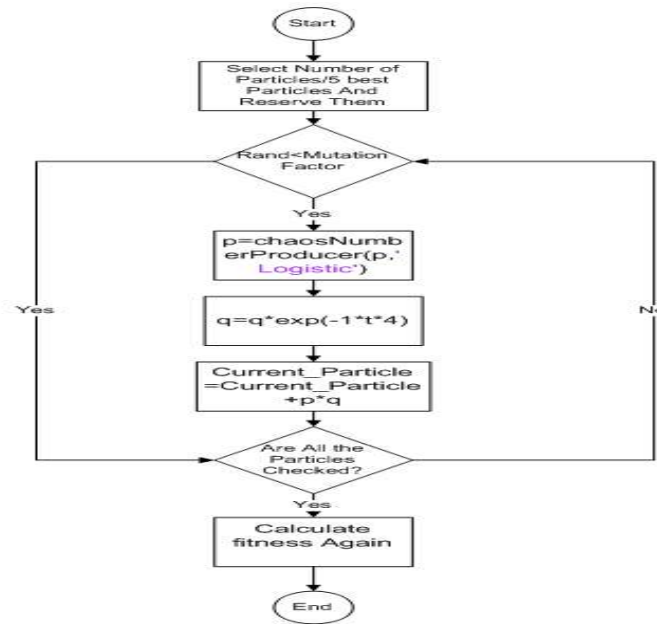 Start
Select Number of
Particles/5 best
Particles And
Reserve Them
Rand<Mutation
Factor
Yes
p=chaosNumb
erProducer(p,'
Logistic')
Yes
q=q*exp(-1*t*4)
No
Current_Particle
=Current_Particle
+p*q
Are All the
Particles
Checked?
Yes
Calculate
fitness Again
End